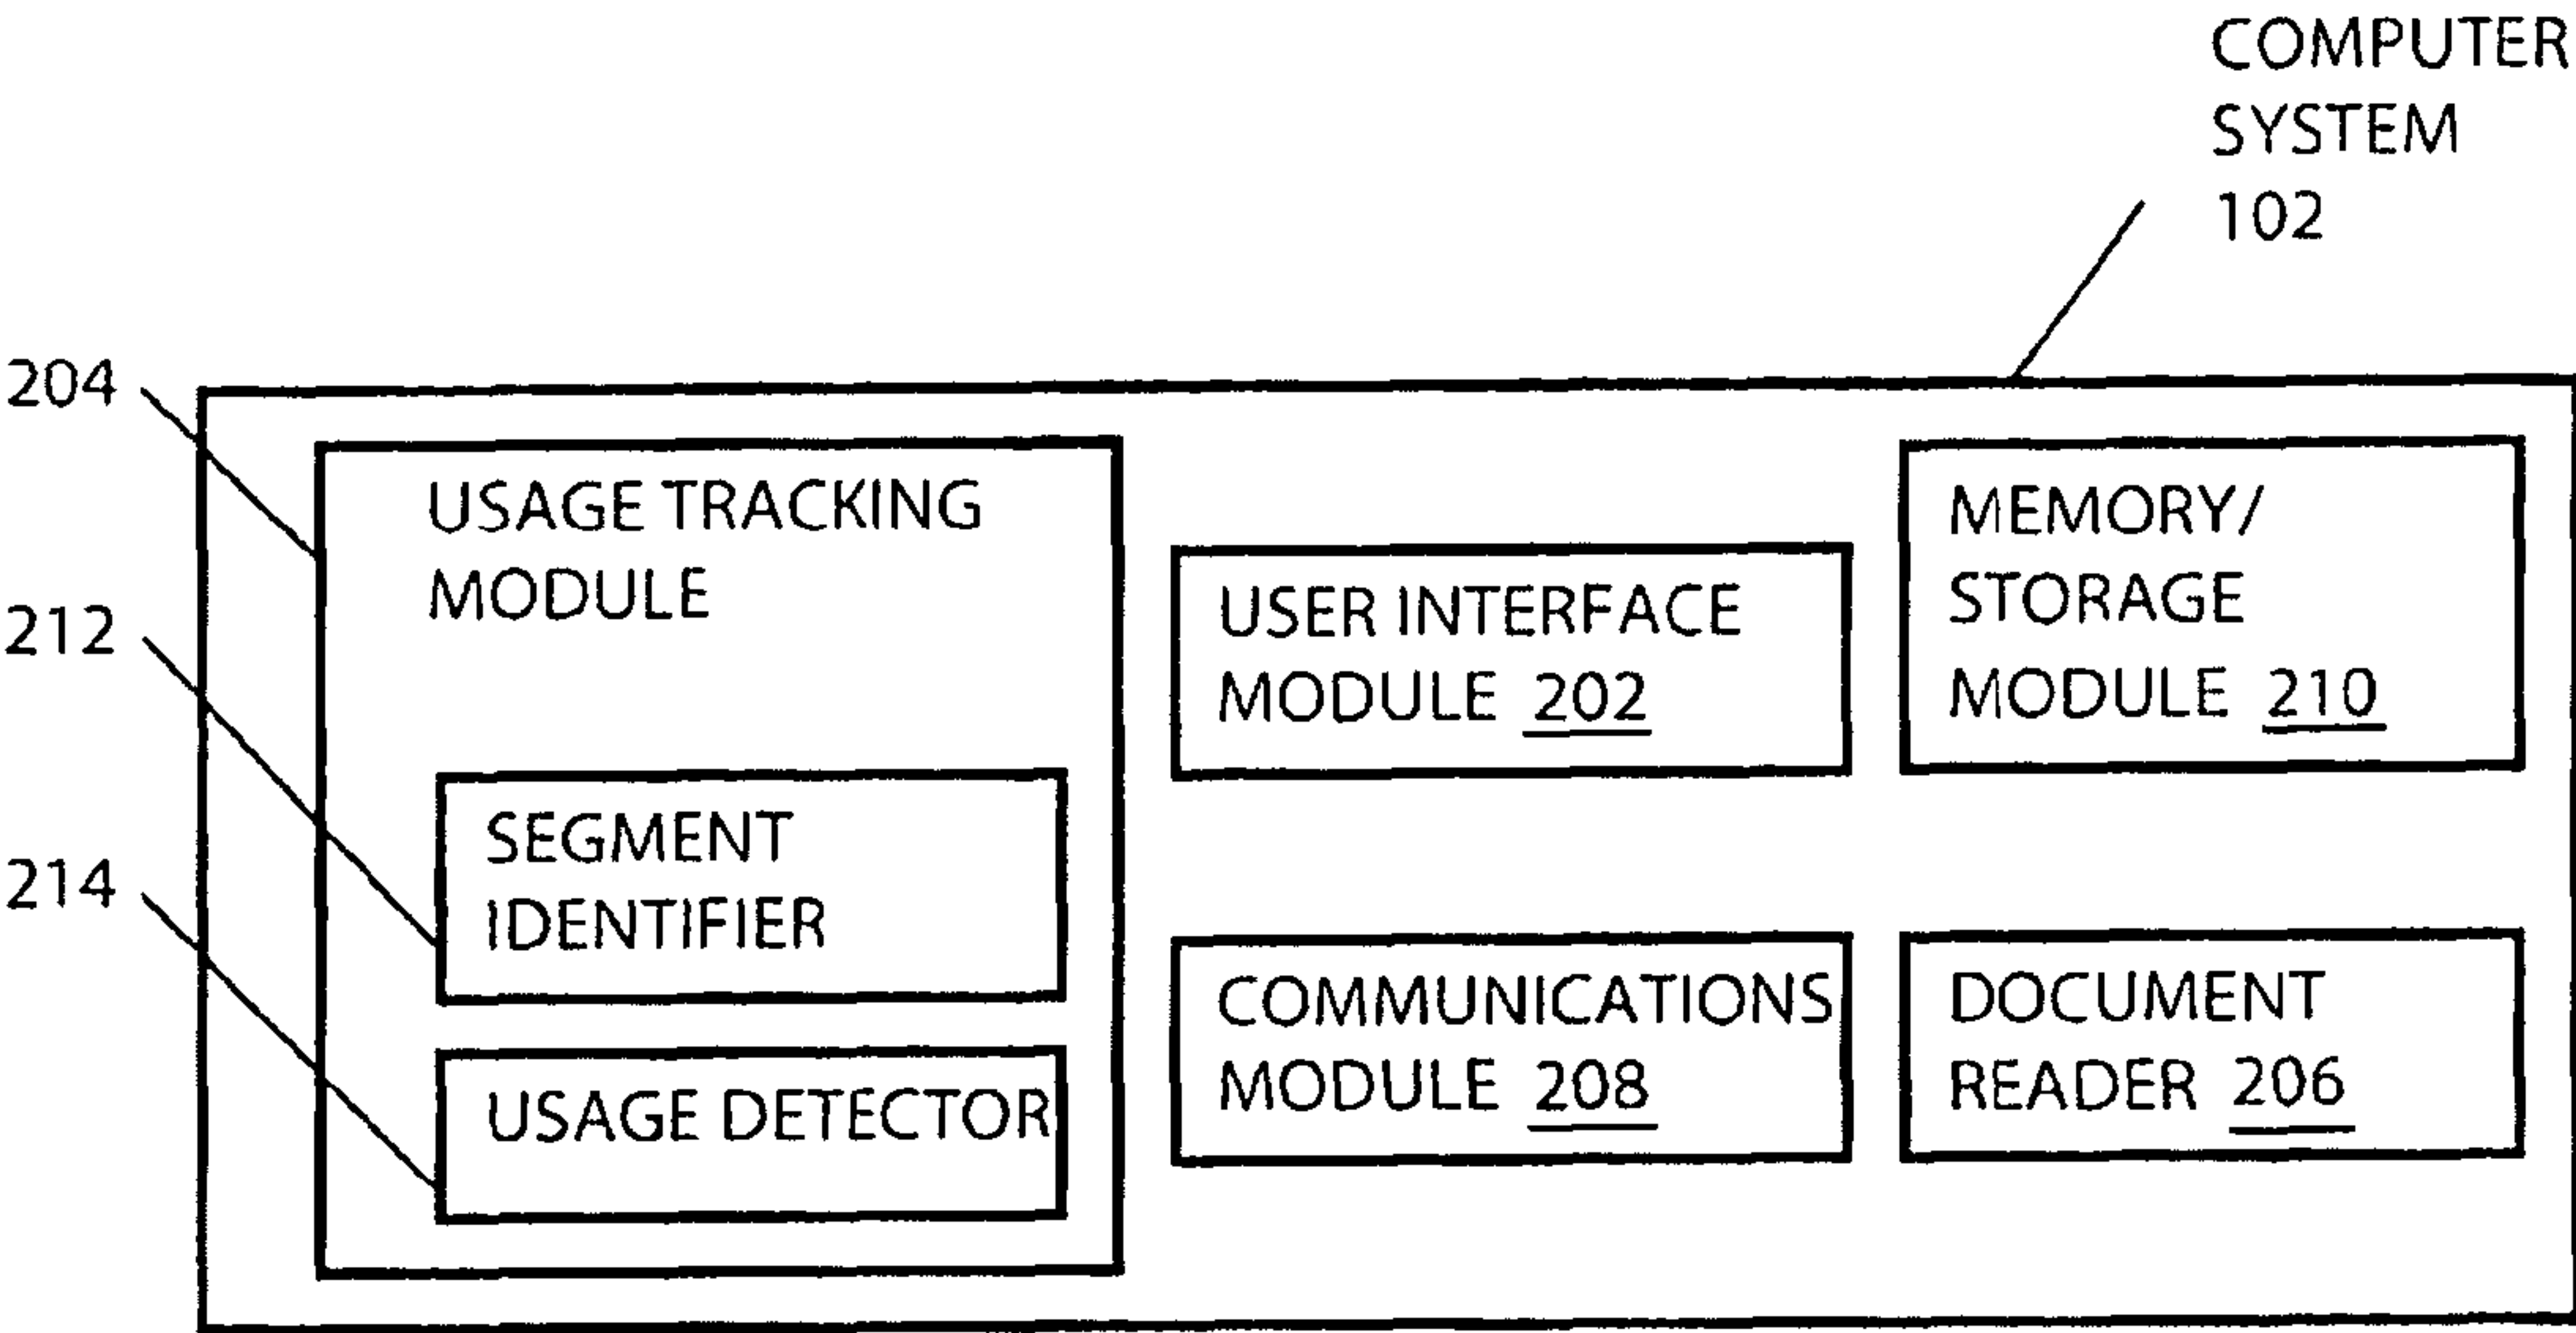 COMPUTER
SYSTEM
102
204
USAGE TRACKING
MODULE
212
SEGMENT
IDENTIFIER
214
USAGE DETECTOR
USER INTERFACE
MODULE 202
MEMORY/
STORAGE
MODULE 210
COMMUNICATIONS
MODULE 208
DOCUMENT
READER 206